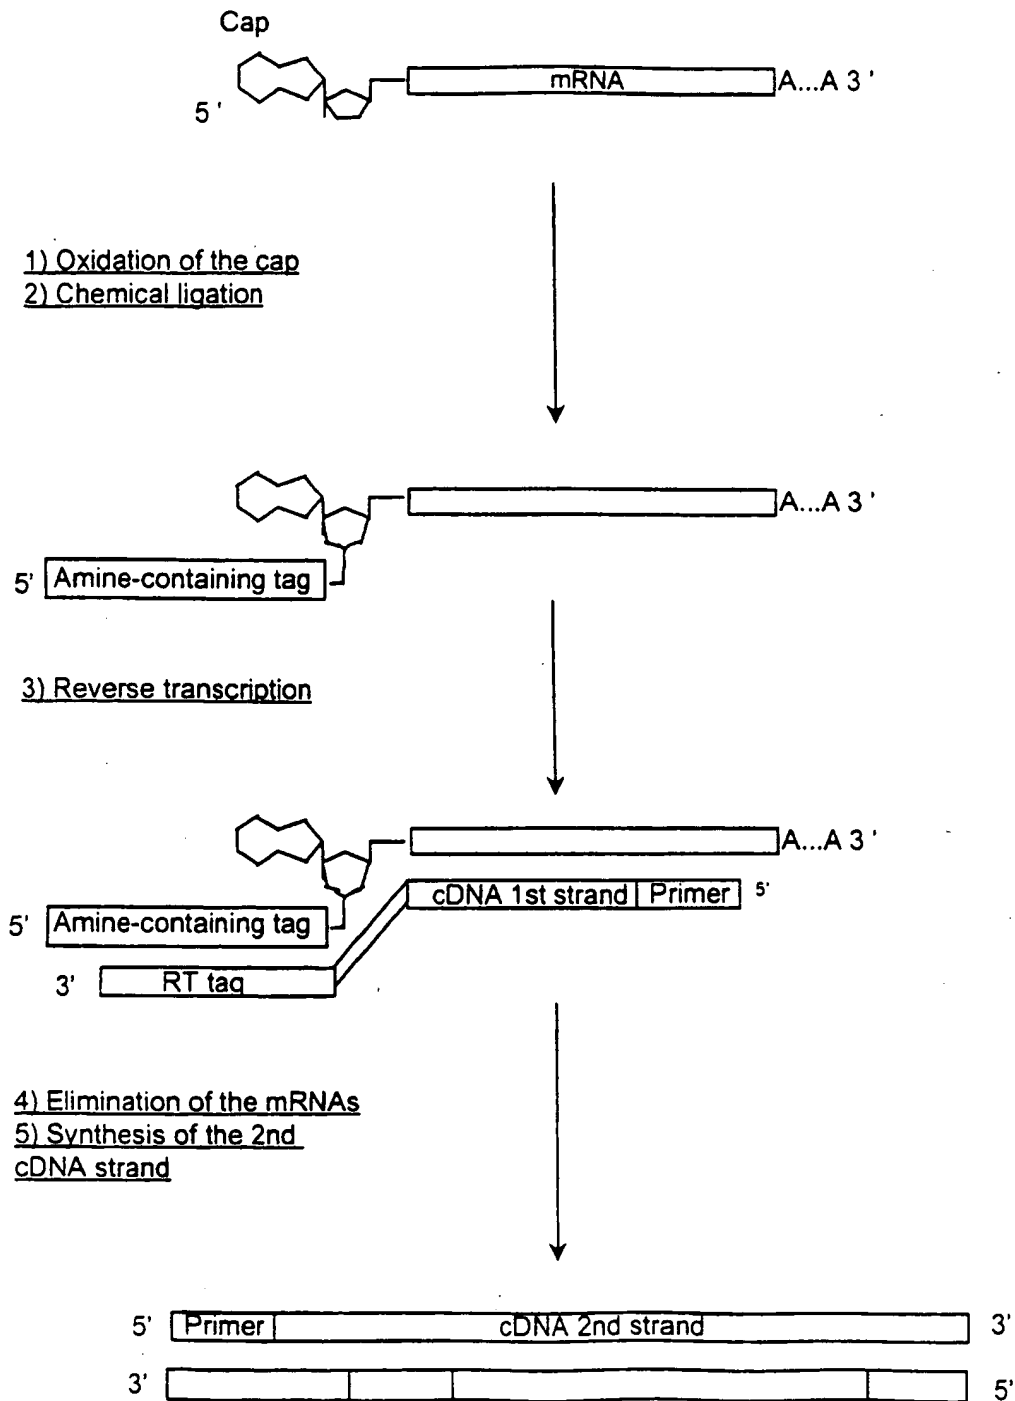 Cap
mRNA
A...A 3 '
5 '
1) Oxidation of the cap
2) Chemical ligation
A...A 3 '
5' Amine-containing tag
3) Reverse transcription
A...A 3 '
cDNA 1st strand Primer 5'
5' Amine-containing tag
3' RT tag
4) Elimination of the mRNAs
5) Synthesis of the 2nd
cDNA strand
5' Primer cDNA 2nd strand 3'
3' 5'